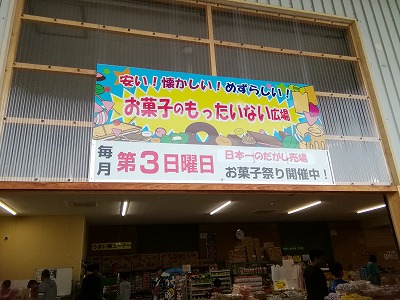 安い!懐かしい!めずらしい!
お菓子のもったいない広場
毎月
第3日曜日
日本一のだがし売場
お菓子祭り開催中!